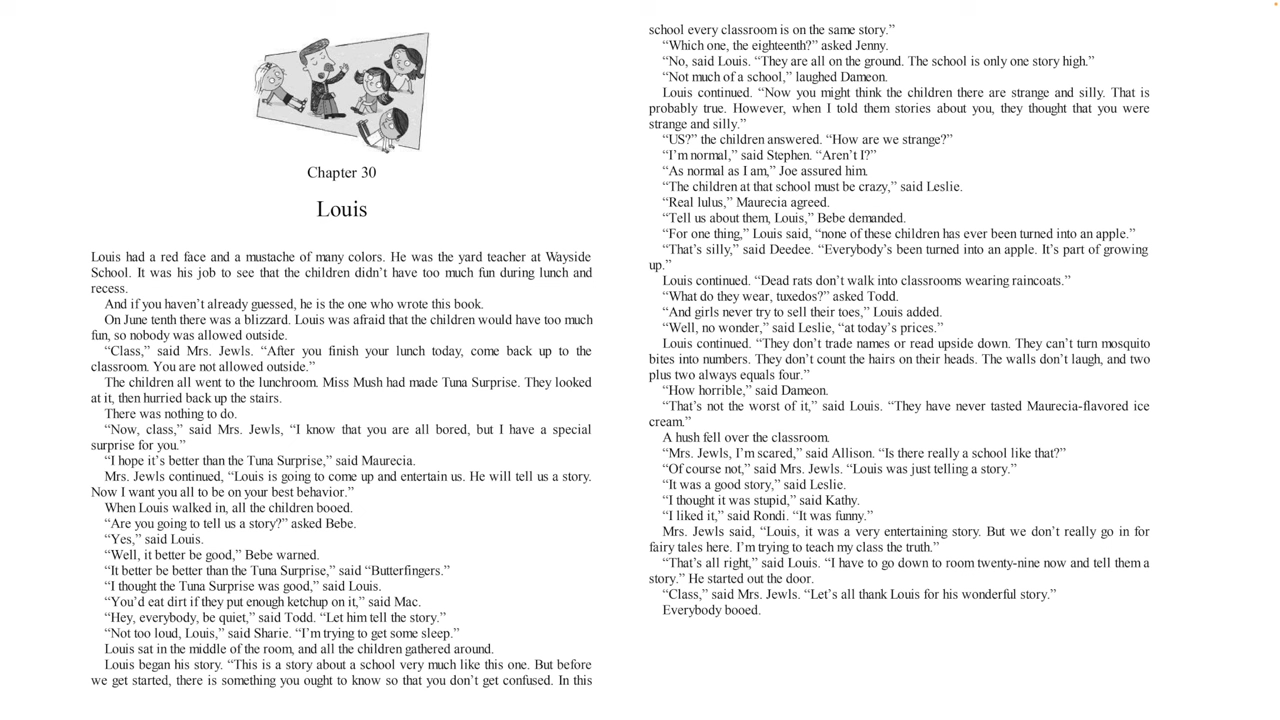 Chapter 30
Louis
Louis had a red face and a mustache of many colors. He was the yard teacher at Wayside
School. It was his job to see that the children didn’t have too much fun during lunch and
recess.
And if you haven’t already guessed, he is the one who wrote this book.
On June tenth there was a blizzard. Louis was afraid that the children would have too much
fun, so nobody was allowed outside.
“Class,” said Mrs. Jewls. “After you finish your lunch today, come back up to the
classroom. You are not allowed outside.”
The children all went to the lunchroom. Miss Mush had made Tuna Surprise. They looked
at it, then hurried back up the stairs.
There was nothing to do.
“Now, class,” said Mrs. Jewls, “I know that you are all bored, but I have a special
surprise for you.”
“I hope it’s better than the Tuna Surprise,” said Maurecia.
Mrs. Jewls continued, “Louis is going to come up and entertain us. He will tell us a story.
Now I want you all to be on your best behavior.”
When Louis walked in, all the children booed.
“Are you going to tell us a story?” asked Bebe.
“Yes,” said Louis.
“Well, it better be good,” Bebe warned.
“It better be better than the Tuna Surprise,” said “Butterfingers.”
“I thought the Tuna Surprise was good,” said Louis.
“You’d eat dirt if they put enough ketchup on it,” said Mac.
“Hey, everybody, be quiet,” said Todd. “Let him tell the story.”
“Not too loud, Louis,” said Sharie. “I’m trying to get some sleep.”
Louis sat in the middle of the room, and all the children gathered around.
Louis began his story. “This is a story about a school very much like this one. But before
we get started, there is something you ought to know so that you don’t get confused. In this
school every classroom is on the same story.”
“Which one, the eighteenth?” asked Jenny.
“No, said Louis. “They are all on the ground. The school is only one story high.”
“Not much of a school,” laughed Dameon.
Louis continued. “Now you might think the children there are strange and silly. That is
probably true. However, when I told them stories about you, they thought that you were
strange and silly.”
“US?” the children answered. “How are we strange?”
“I’m normal,” said Stephen. “Aren’t I?”
“As normal as I am,” Joe assured him.
“The children at that school must be crazy,” said Leslie.
“Real lulus,” Maurecia agreed.
“Tell us about them, Louis,” Bebe demanded.
“For one thing,” Louis said, “none of these children has ever been turned into an apple.”
“That’s silly,” said Deedee. “Everybody’s been turned into an apple. It’s part of growing
up.”
Louis continued. “Dead rats don’t walk into classrooms wearing raincoats.”
“What do they wear, tuxedos?” asked Todd.
“And girls never try to sell their toes,” Louis added.
“Well, no wonder,” said Leslie, “at today’s prices.”
Louis continued. “They don’t trade names or read upside down. They can’t turn mosquito
bites into numbers. They don’t count the hairs on their heads. The walls don’t laugh, and two
plus two always equals four.”
“How horrible,” said Dameon.
“That’s not the worst of it,” said Louis. “They have never tasted Maurecia-flavored ice
cream.”
A hush fell over the classroom.
“Mrs. Jewls, I’m scared,” said Allison. “Is there really a school like that?”
“Of course not,” said Mrs. Jewls. “Louis was just telling a story.”
“It was a good story,” said Leslie.
“I thought it was stupid,” said Kathy.
“I liked it,” said Rondi. “It was funny.”
Mrs. Jewls said, “Louis, it was a very entertaining story. But we don’t really go in for
fairy tales here. I’m trying to teach my class the truth.”
“That’s all right,” said Louis. “I have to go down to room twenty-nine now and tell them a
story.” He started out the door.
“Class,” said Mrs. Jewls. “Let’s all thank Louis for his wonderful story.”
Everybody booed.